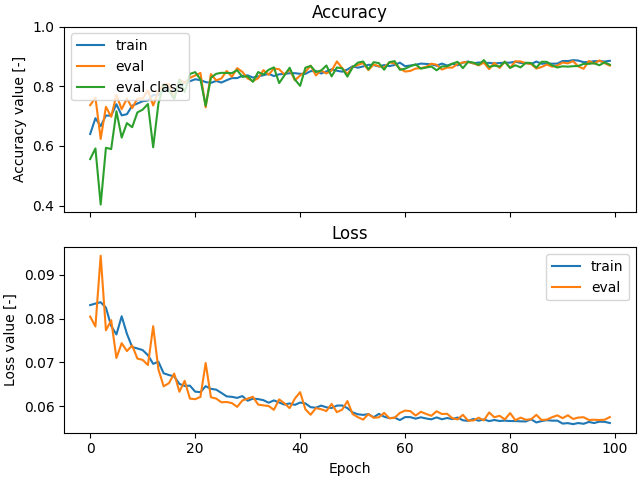 Accuracy
1.0
0.8
0.6
0.4
Accuracy value [-]
train
eval
eval class
Loss
0.09
0.08
0.07
0.06
Loss value [-]
train
eval
0 20 40 60 80 100
Epoch